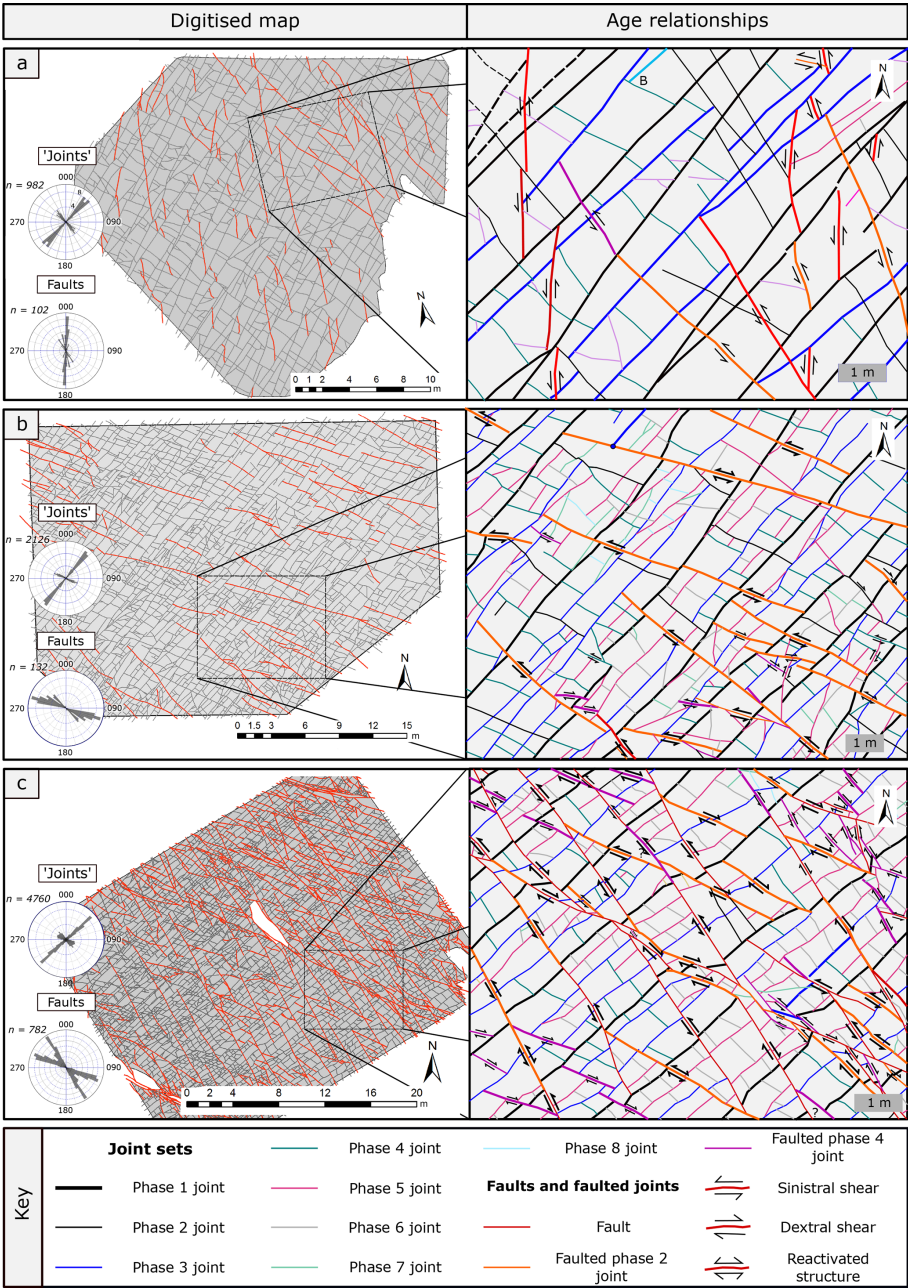 Digitised map
Age relationships
a
'Joints'
n = 982
000
8
4
270
090
180
Faults
n = 102
000
270
090
180
N
0 1 2 4 6 8 10
m
B
N
1 m
b
'Joints'
n = 2126
000
270
090
180
Faults
n = 132
000
270
090
180
N
0 1.5 3 6 9 12 15
m
N
1 m
c
'Joints'
n = 4760
000
270
090
180
Faults
n = 782
000
270
090
180
N
0 2 4 8 12 16 20
m
N
?
1 m
Key
Joint sets
Phase 1 joint
Phase 2 joint
Phase 3 joint
Phase 4 joint
Phase 5 joint
Phase 6 joint
Phase 7 joint
Phase 8 joint
Faults and faulted joints
Fault
Faulted phase 2
joint
Faulted phase 4
joint
Sinistral shear
Dextral shear
Reactivated
structure